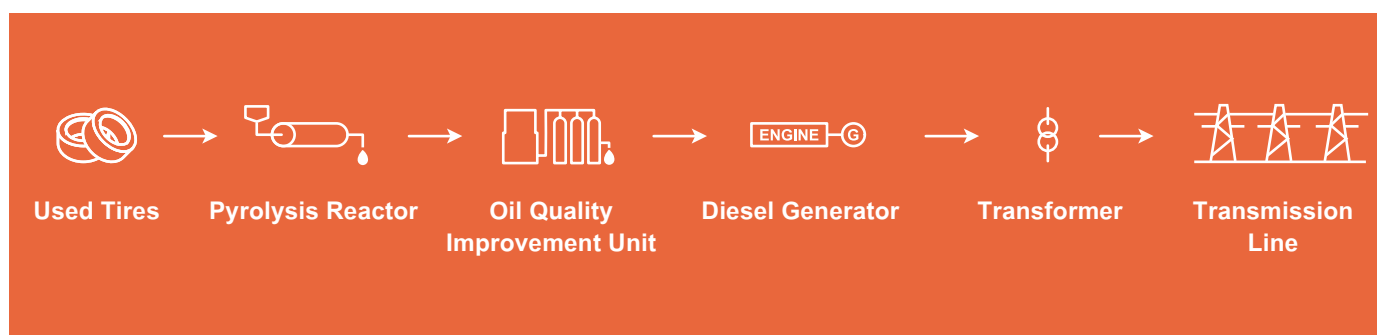 ENGINE
G
Used Tires
Pyrolysis Reactor
Oil Quality
Improvement Unit
Diesel Generator
Transformer
Transmission
Line